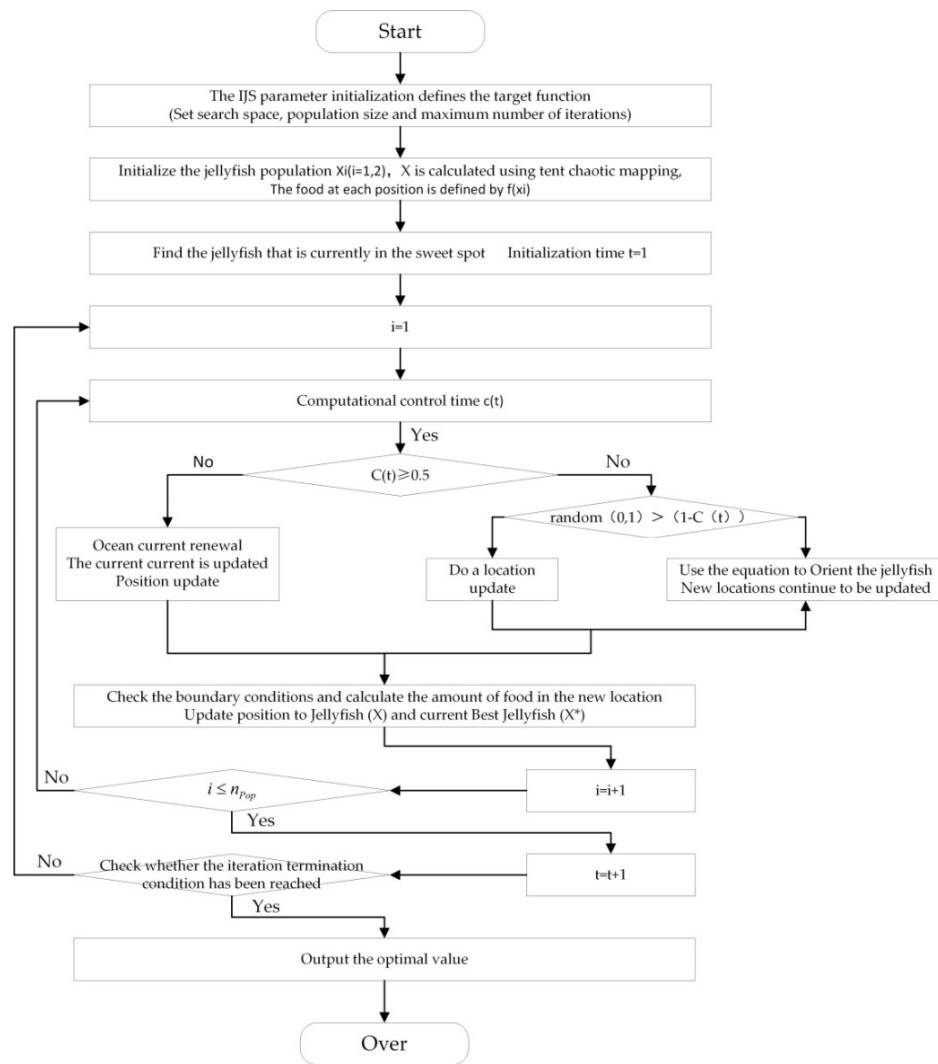 Start
The IJS parameter initialization defines the target function
(Set search space, population size and maximum number of iterations)
Initialize the jellyfish population Xi(i=1,2), X is calculated using tent chaotic mapping,
The food at each position is defined by f(xi)
Find the jellyfish that is currently in the sweet spot Initialization time t=1
i=1
Computational control time c(t)
Yes
No
C(t)≥0.5
No
random（0,1）＞（1-C（t））
Ocean current renewal
The current current is updated
Position update
Do a location
update
Use the equation to Orient the jellyfish
New locations continue to be updated
Check the boundary conditions and calculate the amount of food in the new location
Update position to Jellyfish (X) and current Best Jellyfish (X*)
No
i ≤ nPop
i=i+1
Yes
No
Check whether the iteration termination
condition has been reached
t=t+1
Yes
Output the optimal value
Over